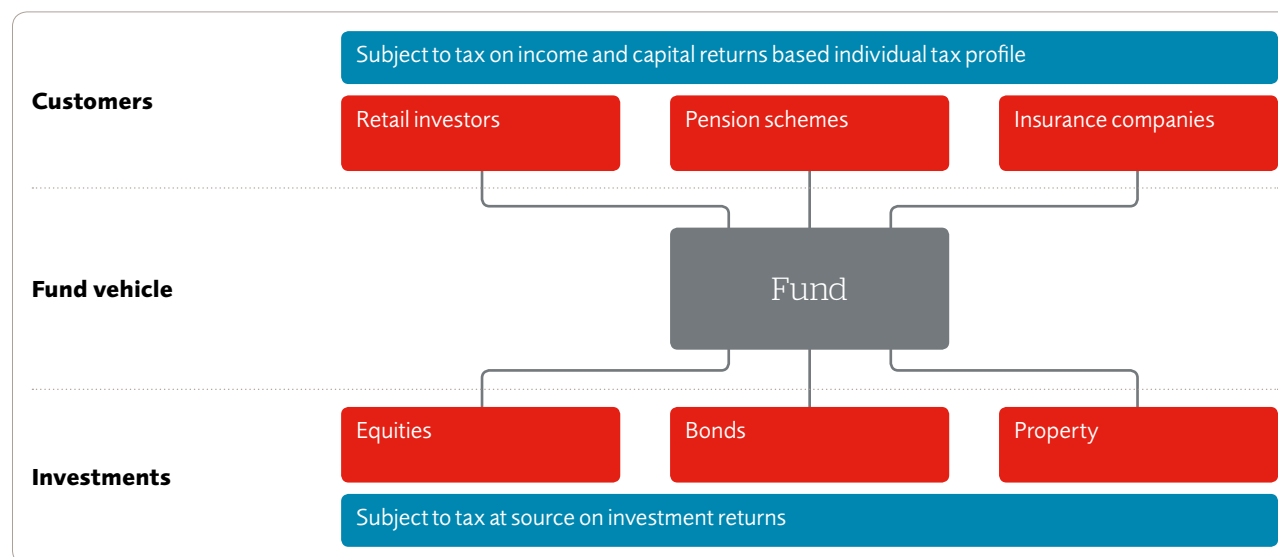 Subject to tax on income and capital returns based individual tax profile
Customers
Retail investors
Pension schemes
Insurance companies
Fund vehicle
Fund
Equities
Bonds
Property
Investments
Subject to tax at source on investment returns